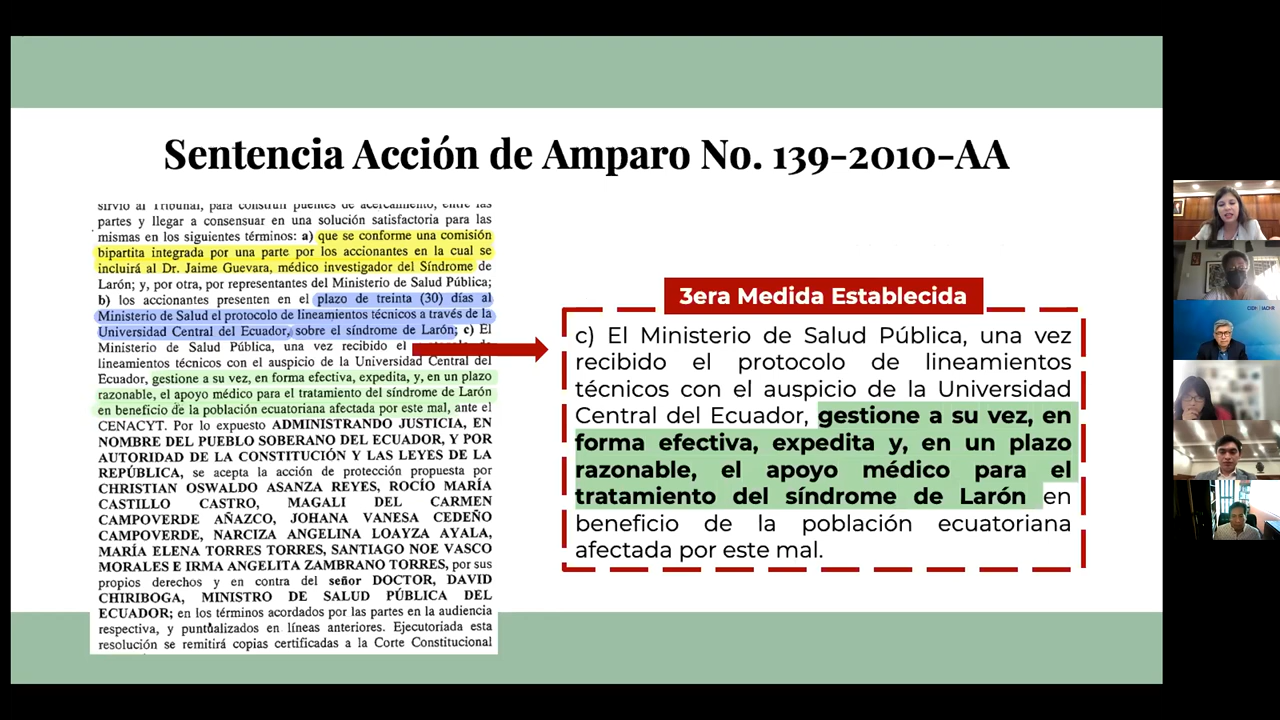 Sentencia Acción de Amparo No. 139-2010-AA
sirvió al Tribunal, para construir puentes de acercamiento, entre las
partes y llegar a consensuar en una solución satisfactoria para las
mismas en los siguientes términos: a) que se conforme una comisión
bipartita integrada por una parte por los accionantes en la cual se
incluirá al Dr. Jaime Guevara, médico investigador del Síndrome de
Larón; y, por otra, por representantes del Ministerio de Salud Pública;
b) los accionantes presenten en el plazo de treinta (30) días al
Ministerio de Salud el protocolo de lineamientos técnicos a través de la
Universidad Central del Ecuador, sobre el síndrome de Larón; c) El
Ministerio de Salud Pública, una vez recibido el de
lineamientos técnicos con el auspicio de la Universidad Central del
Ecuador, gestione a su vez, en forma efectiva, expedita, y, en un plazo
razonable, el apoyo médico para el tratamiento del síndrome de Larón
en beneficio de la población ecuatoriana afectada por este mal, ante el
CENACYT. Por lo expuesto ADMINISTRANDO JUSTICIA, EN
NOMBRE DEL PUEBLO SOBERANO DEL ECUADOR, Y POR
AUTORIDAD DE LA CONSTITUCIÓN Y LAS LEYES DE LA
REPÚBLICA, se acepta la acción de protección propuesta por
CHRISTIAN OSWALDO ASANZA REYES, ROCÍO MARÍA
CASTILLO CASTRO, MAGALI DEL CARMEN
CAMPOVERDE AÑAZCO, JOHANA VANESA CEDEÑO
CAMPOVERDE, NARCIZA ANGELINA LOAYZA AYALA,
MARÍA ELENA TORRES TORRES, SANTIAGO NOE VASCO
MORALES E IRMA ANGELITA ZAMBRANO TORRES, por sus
propios derechos y en contra del señor DOCTOR, DAVID
CHIRIBOGA, MINISTRO DE SALUD PÚBLICA DEL
ECUADOR; en los términos acordados por las partes en la audiencia
respectiva, y puntualizados en líneas anteriores. Ejecutoriada esta
resolución se remitirá copias certificadas a la Corte Constitucional
3era Medida Establecida
c) El Ministerio de Salud Pública, una vez
recibido el protocolo de lineamientos
técnicos con el auspicio de la Universidad
Central del Ecuador, gestione a su vez, en
forma efectiva, expedita y, en un plazo
razonable, el apoyo médico para el
tratamiento del síndrome de Larón en
beneficio de la población ecuatoriana
afectada por este mal.